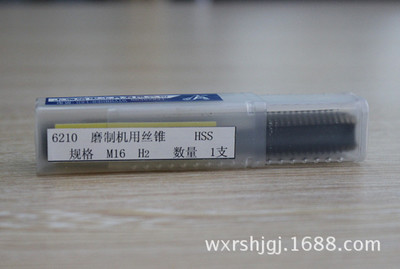 6210 磨制机用丝锥 HSS
规格 M16 H2 数量 1支
wxrshjgj.1688.com